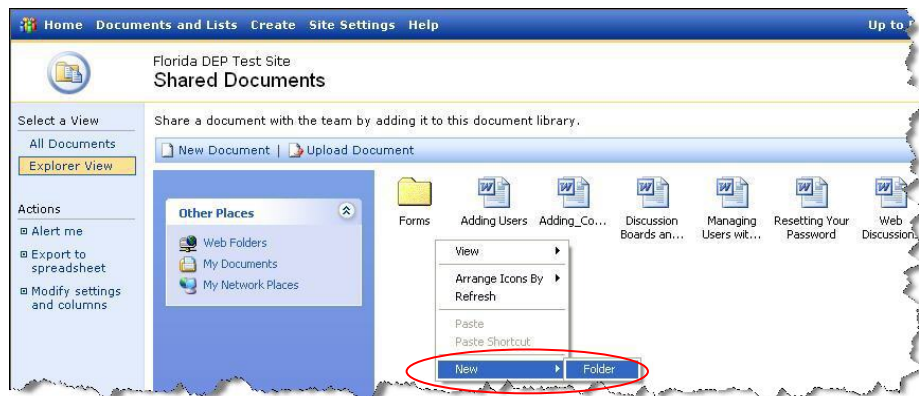 Home Documents and Lists Create Site Settings Help Up to
Florida DEP Test Site
Shared Documents
Select a View
All Documents
Explorer View
Actions
Alert me
Export to
spreadsheet
Modify settings
and columns
Share a document with the team by adding it to this document library.
New Document | Upload Document
Other Places
Web Folders
My Documents
My Network Places
Forms
Adding Users
Adding_Co...
Discussion
Boards an...
Managing
Users wit...
Resetting Your
Password
Web
Discussion
View
Arrange Icons By
Refresh
Paste
Paste Shortcut
New
Folder